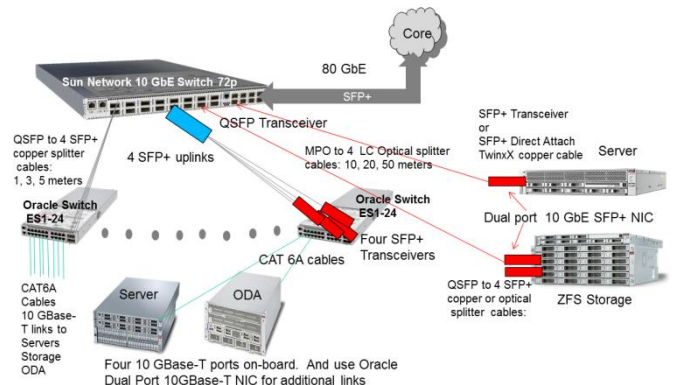 Core
80 GbE
SFP+
Sun Network 10 GbE Switch 72p
QSFP Transceiver
QSFP to 4 SFP+
copper splitter
cables:
1, 3, 5 meters
4 SFP+ uplinks
MPO to 4 LC Optical splitter
cables: 10, 20, 50 meters
SFP+ Transceiver
or
SFP+ Direct Attach
TwinX copper cable
Server
Oracle Switch
ES1-24
Oracle Switch
ES1-24
Dual port 10 GbE SFP+ NIC
Four SFP+
Transceivers
CAT 6A cables
QSFP to 4 SFP+
copper or optical
splitter cables:
ZFS Storage
CAT6A
Cables
10 GBase-
T links to
Servers
Storage
ODA
Server
ODA
Four 10 GBase-T ports on-board. And use Oracle
Dual Port 10GBase-T NIC for additional links